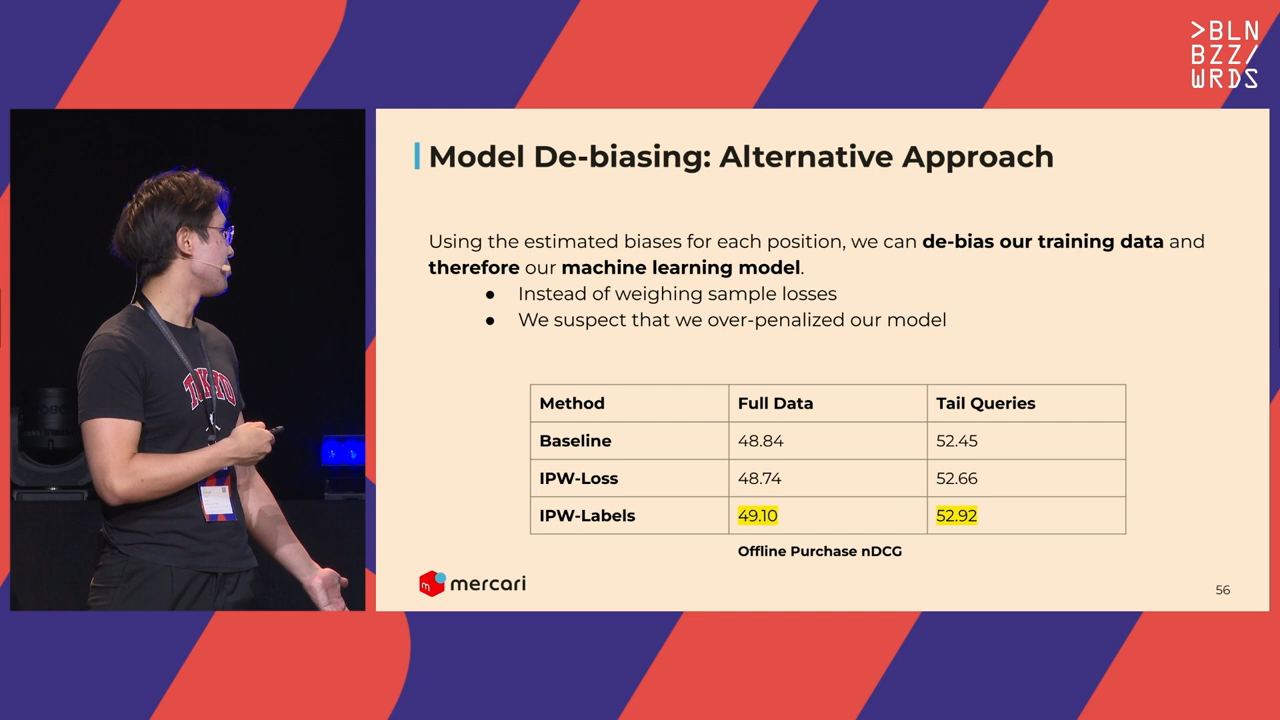 >BLN
BZZ/
WRDS
Model De-biasing: Alternative Approach
Using the estimated biases for each position, we can de-bias our training data and
therefore our machine learning model.
● Instead of weighing sample losses
● We suspect that we over-penalized our model
Method Full Data Tail Queries
Baseline 48.84 52.45
IPW-Loss 48.74 52.66
IPW-Labels 49.10 52.92
Offline Purchase nDCG
mercari
56
TOKYO